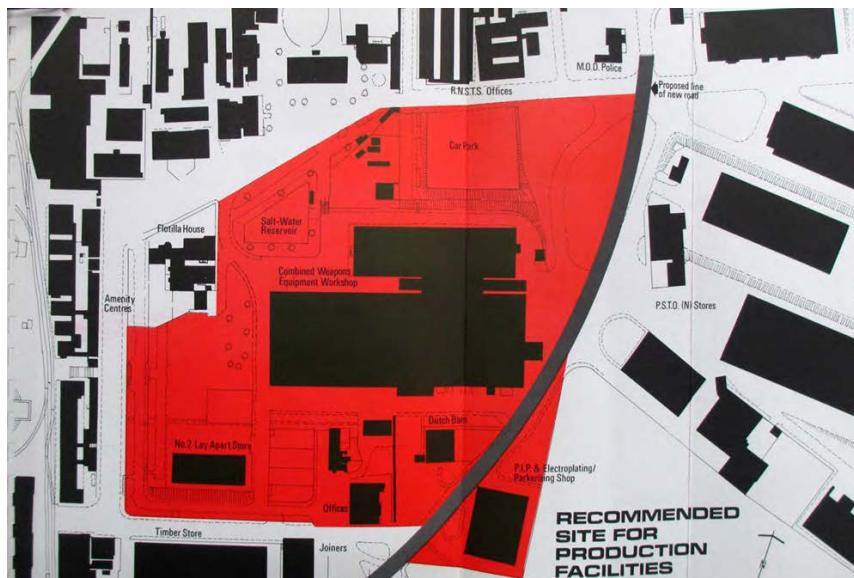 M.O.D. Police
R.N.S.T.S. Offices
Proposed line
of new road
Car Park
Salt-Water
Reservoir
Flotilla House
Combined Weapons
Equipment Workshop
Amenity
Centres
P.S.T.O. (N) Stores
Dutch Barn
No.2 Lay Apart Store
P.I.P. & Electroplating/
Parkerising Shop
Offices
Timber Store
Joiners
RECOMMENDED
SITE FOR
PRODUCTION
FACILITIES